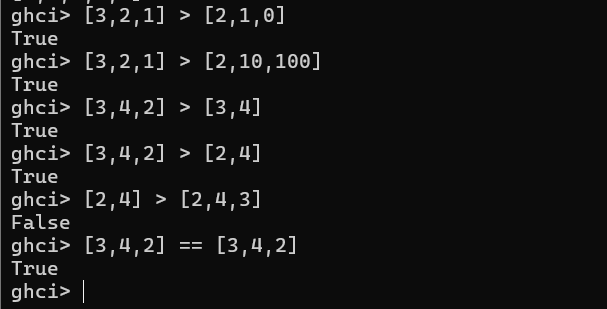 ghci> [3,2,1] > [2,1,0]
True
ghci> [3,2,1] > [2,10,100]
True
ghci> [3,4,2] > [3,4]
True
ghci> [3,4,2] > [2,4]
True
ghci> [2,4] > [2,4,3]
False
ghci> [3,4,2] == [3,4,2]
True
ghci>